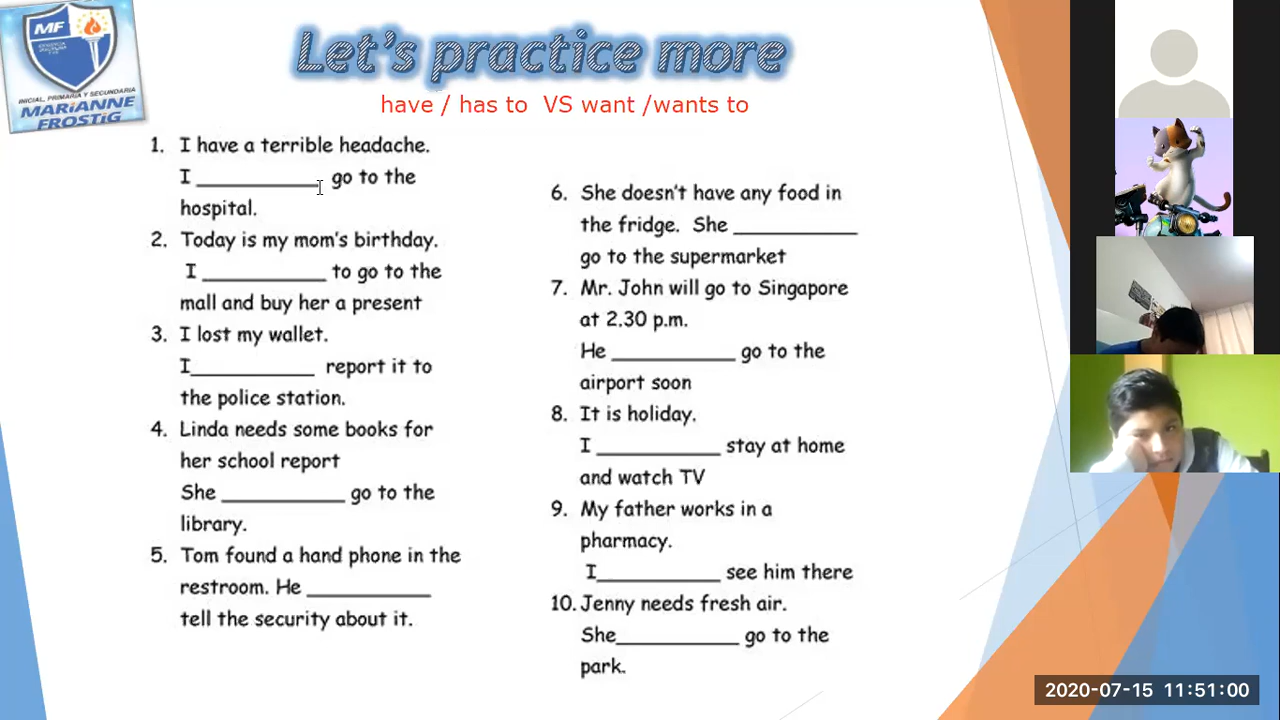 MF
INICIAL, PRIMARIA Y SECUNDARIA
MARIANNE
FROSTIG
Let's practice more
have / has to VS want /wants to
1. I have a terrible headache.
I ___________ go to the
hospital.
2. Today is my mom's birthday.
I ___________ to go to the
mall and buy her a present
3. I lost my wallet.
I___________ report it to
the police station.
4. Linda needs some books for
her school report
She ___________ go to the
library.
5. Tom found a hand phone in the
restroom. He ___________
tell the security about it.
6. She doesn't have any food in
the fridge. She ___________
go to the supermarket
7. Mr. John will go to Singapore
at 2.30 p.m.
He ___________ go to the
airport soon
8. It is holiday.
I ___________ stay at home
and watch TV
9. My father works in a
pharmacy.
I___________ see him there
10. Jenny needs fresh air.
She___________ go to the
park.
2020-07-15 11:51:00